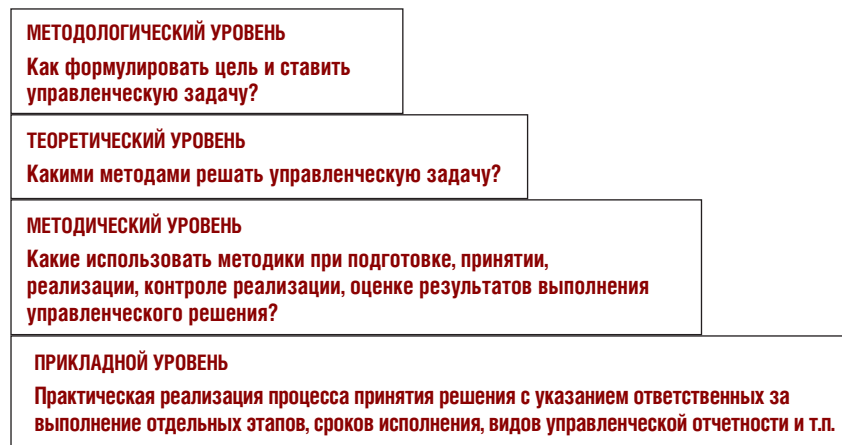 МЕТОДОЛОГИЧЕСКИЙ УРОВЕНЬ
Как формулировать цель и ставить
управленческую задачу?
ТЕОРЕТИЧЕСКИЙ УРОВЕНЬ
Какими методами решать управленческую задачу?
МЕТОДИЧЕСКИЙ УРОВЕНЬ
Какие использовать методики при подготовке, принятии,
реализации, контроле реализации, оценке результатов выполнения
управленческого решения?
ПРИКЛАДНОЙ УРОВЕНЬ
Практическая реализация процесса принятия решения с указанием ответственных за
выполнение отдельных этапов, сроков исполнения, видов управленческой отчетности и т.п.